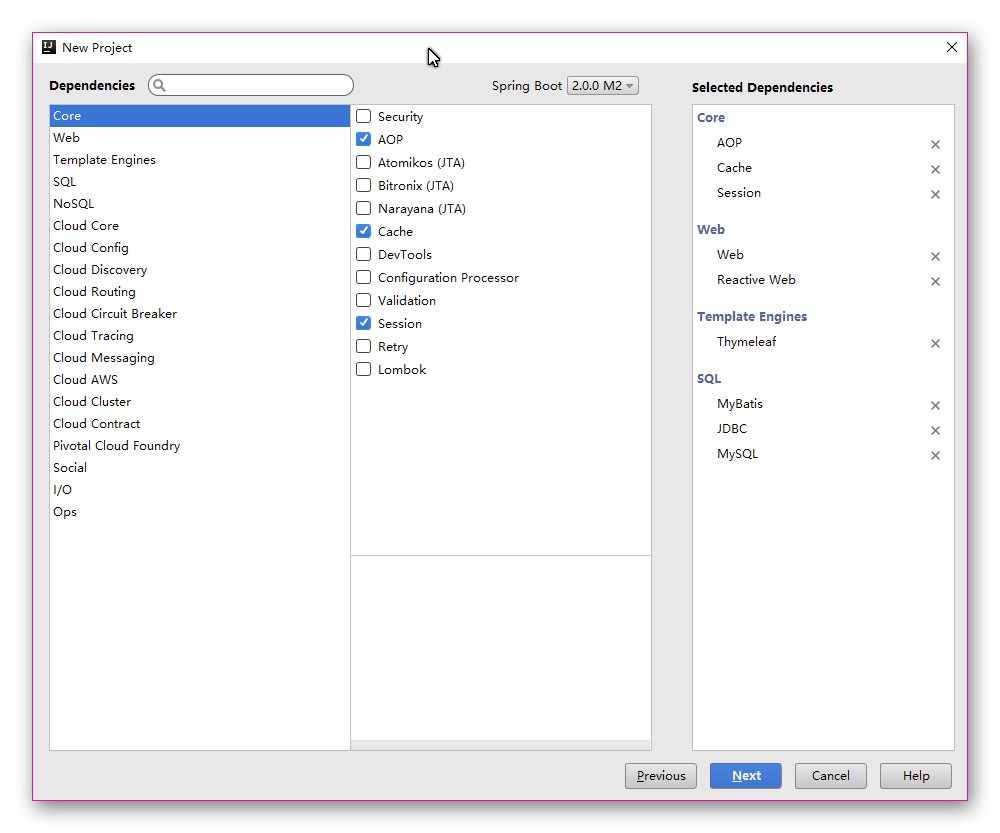 New Project
Dependencies
Spring Boot 2.0.0 M2
Selected Dependencies
Core
Web
Template Engines
SQL
NoSQL
Cloud Core
Cloud Config
Cloud Discovery
Cloud Routing
Cloud Circuit Breaker
Cloud Tracing
Cloud Messaging
Cloud AWS
Cloud Cluster
Cloud Contract
Pivotal Cloud Foundry
Social
I/O
Ops
Security
AOP
Atomikos (JTA)
Bitronix (JTA)
Narayana (JTA)
Cache
DevTools
Configuration Processor
Validation
Session
Retry
Lombok
Core
AOP
Cache
Session
Web
Web
Reactive Web
Template Engines
Thymeleaf
SQL
MyBatis
JDBC
MySQL
Previous
Next
Cancel
Help